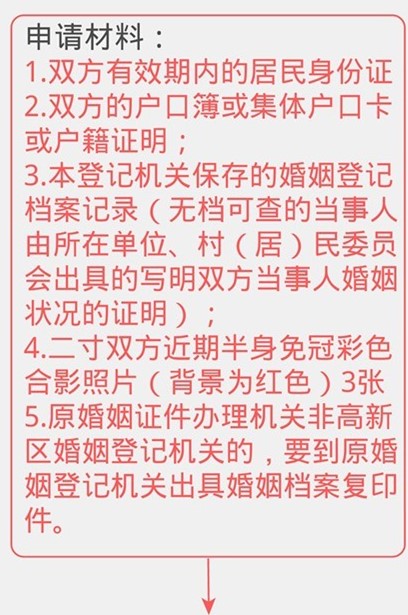 申请材料：
1.双方有效期内的居民身份证
2.双方的户口簿或集体户口卡
或户籍证明；
3.本登记机关保存的婚姻登记
档案记录（无档可查的当事人
由所在单位、村（居）民委员
会出具的写明双方当事人婚姻
状况的证明）；
4.二寸双方近期半身免冠彩色
合影照片（背景为红色）3张
5.原婚姻证件办理机关非高新
区婚姻登记机关的，要到原婚
姻登记机关出具婚姻档案复印
件。